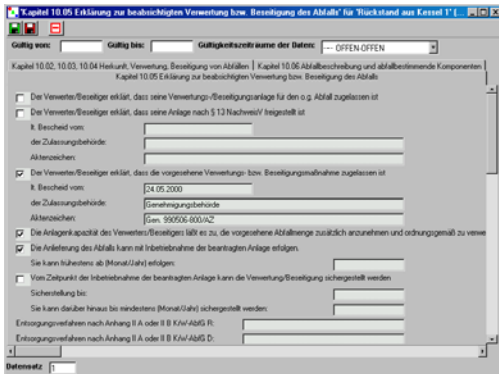 'Kapitel 10.05 Erklärung zur beabsichtigten Verwertung bzw. Beseitigung des Abfalls' für 'Rückstand aus Kessel 1' (...
Gültig von: Gültig bis: Gültigkeitszeiträume der Daten: --- OFFEN-OFFEN
Kapitel 10.02, 10.03, 10.04 Herkunft, Verwertung, Beseitigung von Abfällen Kapitel 10.06 Abfallbeschreibung und abfallbestimmende Komponenten
Kapitel 10.05 Erklärung zur beabsichtigten Verwertung bzw. Beseitigung des Abfalls
Der Verwerter/Beseitiger erklärt, dass seine Verwertungs-/Beseitigungsanlage für den o.g. Abfall zugelassen ist
Der Verwerter/Beseitiger erklärt, dass seine Anlage nach § 13 NachweisV freigestellt ist
lt. Bescheid vom:
der Zulassungsbehörde:
Aktenzeichen:
Der Verwerter/Beseitiger erklärt, dass die vorgesehene Verwertungs- bzw. Beseitigungsmaßnahme zugelassen ist
lt. Bescheid vom: 24.05.2000
der Zulassungsbehörde: Genehmigungsbehörde
Aktenzeichen: Gen. 990506-800/AZ
Die Anlagenkapazität des Verwerters/Beseitigers läßt es zu, die vorgesehene Abfallmenge zusätzlich anzunehmen und ordnungsgemäß zu verwe
Die Anlieferung des Abfalls kann mit Inbetriebnahme der beantragten Anlage erfolgen.
Sie kann frühestens ab (Monat/Jahr) erfolgen:
Vom Zeitpunkt der Inbetriebnahme der beantragten Anlage kann die Verwertung/Beseitigung sichergestellt werden
Sicherstellung bis:
Sie kann darüber hinaus bis mindestens (Monat/Jahr) sichergestellt werden:
Entsorgungsverfahren nach Anhang II A oder II B KrW-AbfG R:
Entsorgungsverfahren nach Anhang II A oder II B KrW-AbfG D:
Datensatz 1